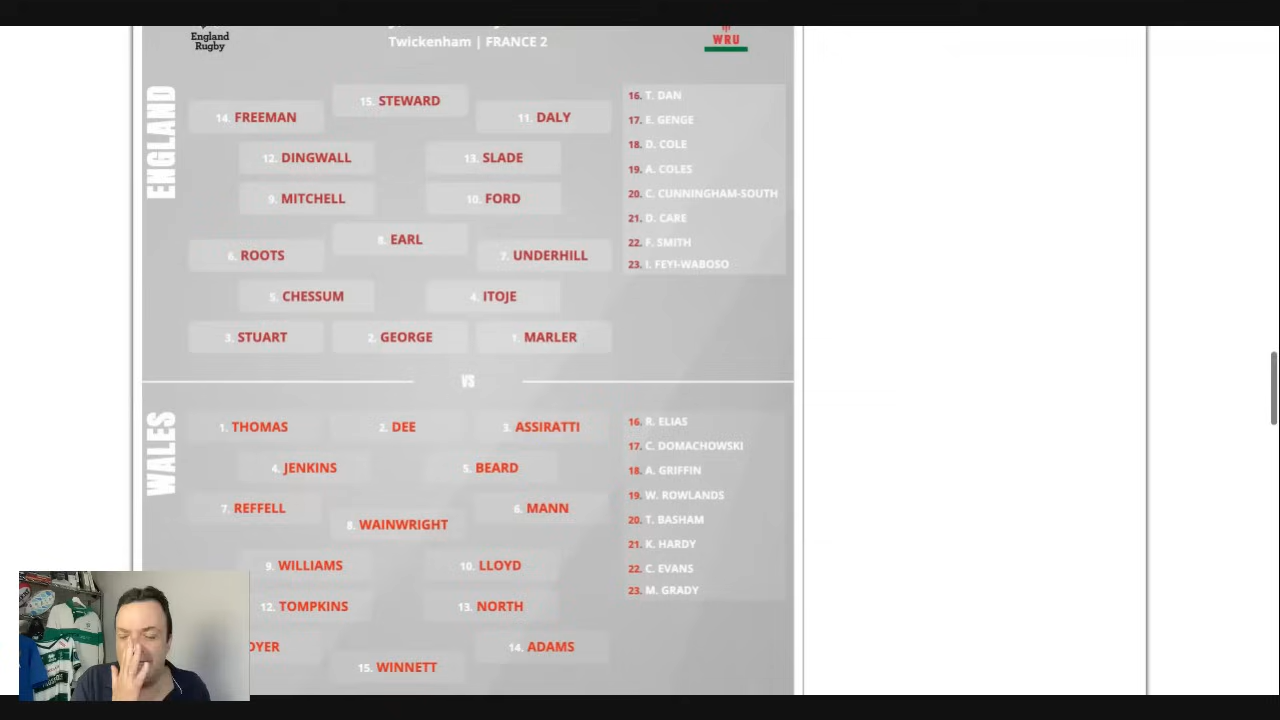 England
Rugby
Twickenham | FRANCE 2
WRU
ENGLAND
15. STEWARD
14. FREEMAN
11. DALY
12. DINGWALL
13. SLADE
9. MITCHELL
10. FORD
8. EARL
6. ROOTS
7. UNDERHILL
5. CHESSUM
4. ITOJE
3. STUART
2. GEORGE
1. MARLER
16. T. DAN
17. E. GENGE
18. D. COLE
19. A. COLES
20. C. CUNNINGHAM-SOUTH
21. D. CARE
22. F. SMITH
23. I. FEYI-WABOSO
VS
WALES
1. THOMAS
2. DEE
3. ASSIRATTI
4. JENKINS
5. BEARD
7. REFFELL
6. MANN
8. WAINWRIGHT
9. WILLIAMS
10. LLOYD
12. TOMPKINS
13. NORTH
OYER
14. ADAMS
15. WINNETT
16. R. ELIAS
17. C. DOMACHOWSKI
18. A. GRIFFIN
19. W. ROWLANDS
20. T. BASHAM
21. K. HARDY
22. C. EVANS
23. M. GRADY